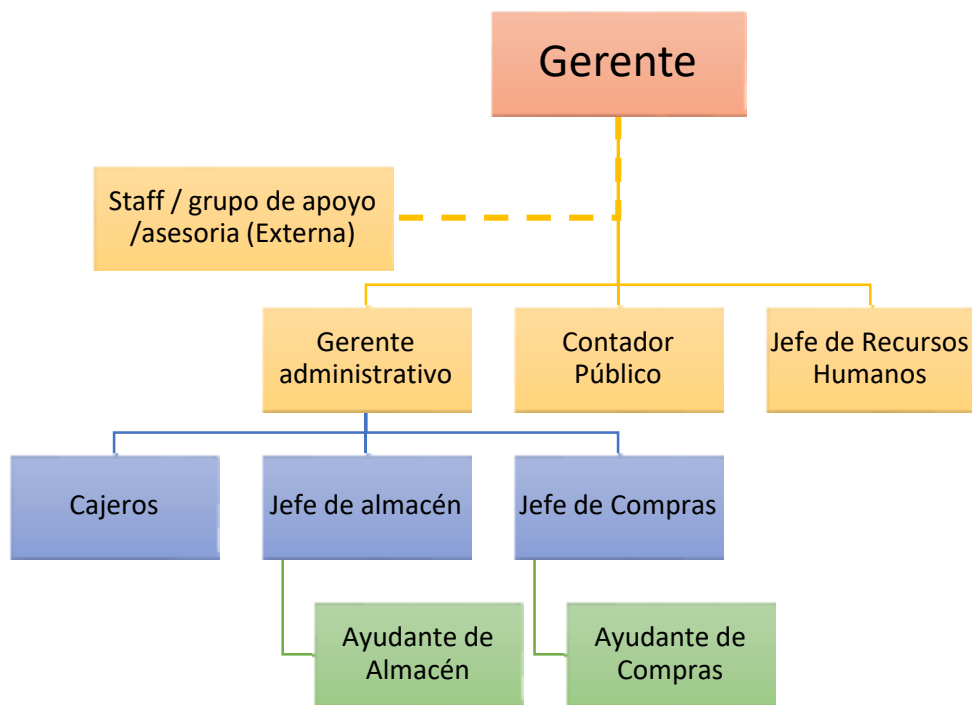 Gerente
Staff / grupo de apoyo
/asesoria (Externa)
Gerente
administrativo
Contador
Público
Jefe de Recursos
Humanos
Cajeros
Jefe de almacén
Jefe de Compras
Ayudante de
Almacén
Ayudante de
Compras